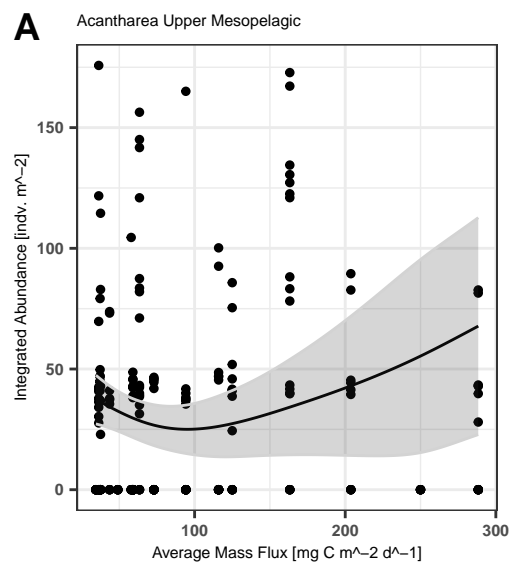 A
Acantharea Upper Mesopelagic
Integrated Abundance [indv. m^−2]
150
100
50
0
100
200
300
Average Mass Flux [mg C m^−2 d^−1]